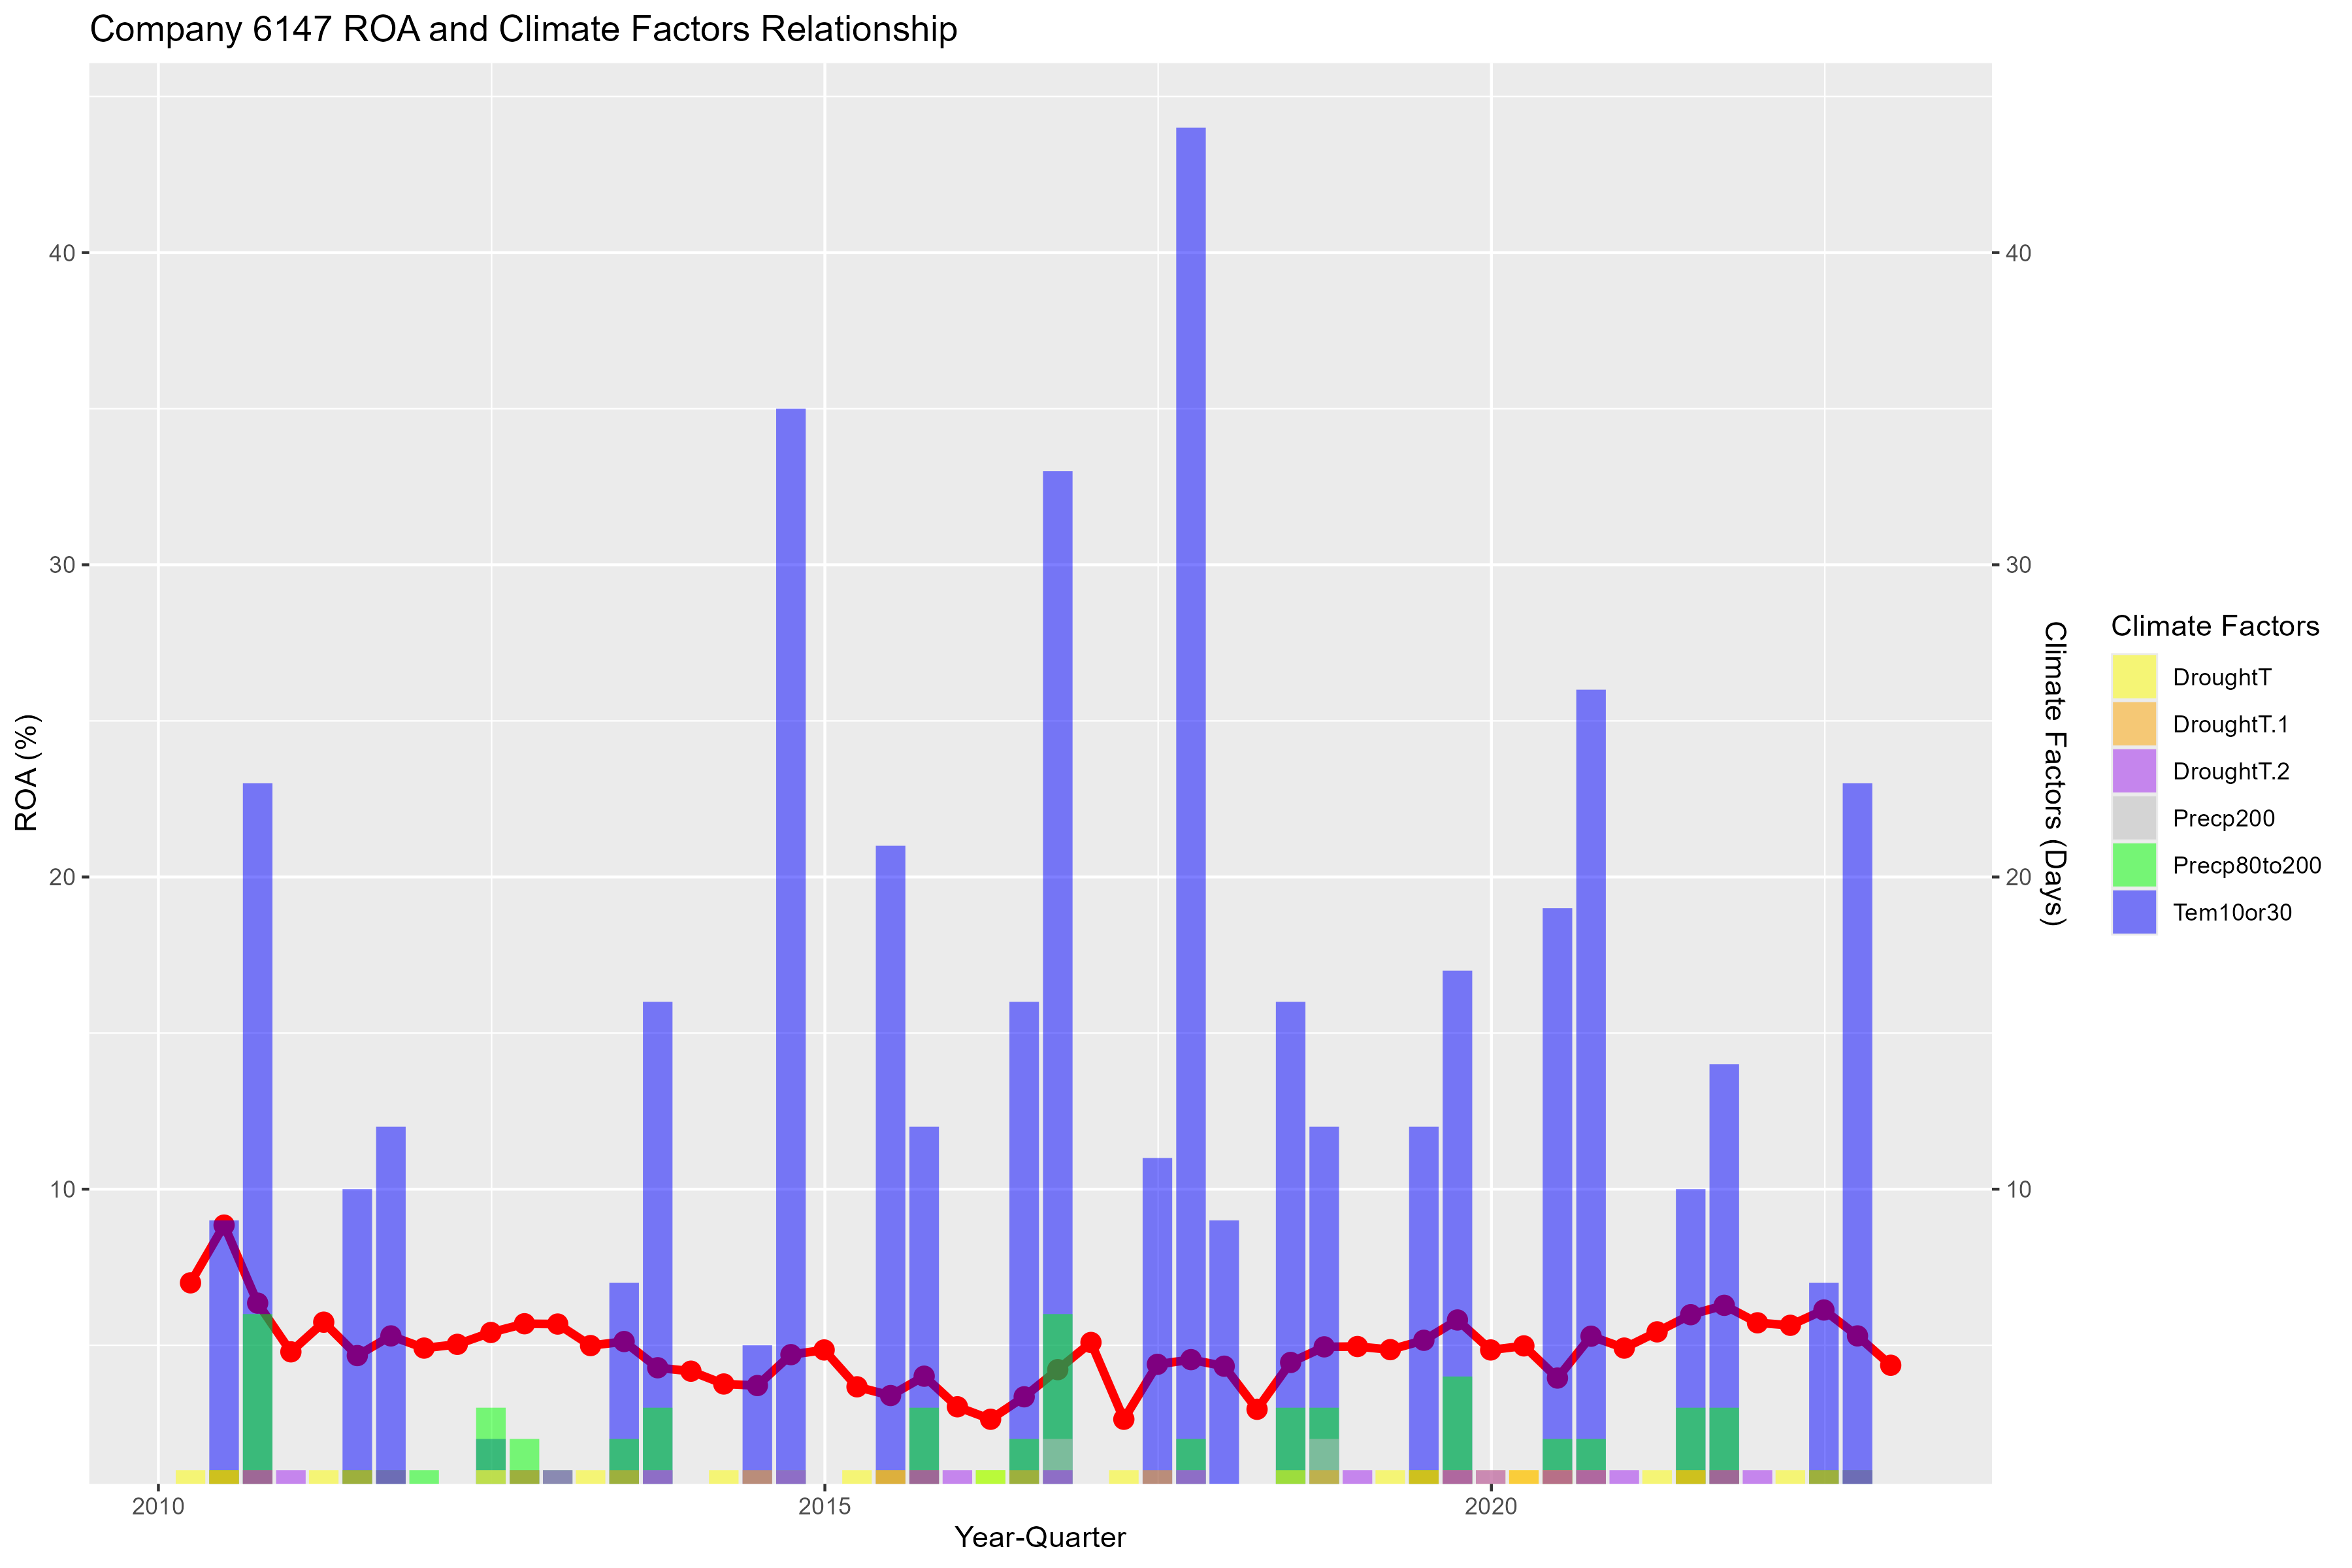 Company 6147 ROA and Climate Factors Relationship
40
30
20
10
ROA (%)
40
30
20
10
Climate Factors (Days)
2010
2015
2020
Year-Quarter
Climate Factors
DroughtT
DroughtT.1
DroughtT.2
Precp200
Precp80to200
Tem10or30